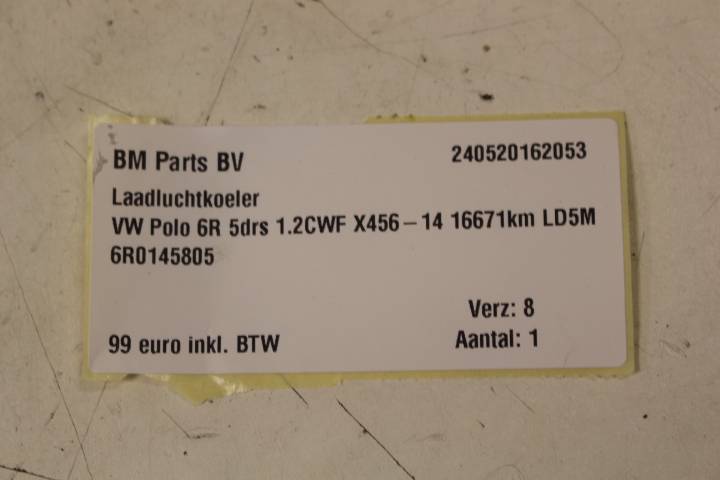 BM Parts BV 240520162053
Laadluchtkoeler
VW Polo 6R 5drs 1.2CWF X456-14 16671km LD5M
6R0145805
Verz: 8
99 euro inkl. BTW Aantal: 1